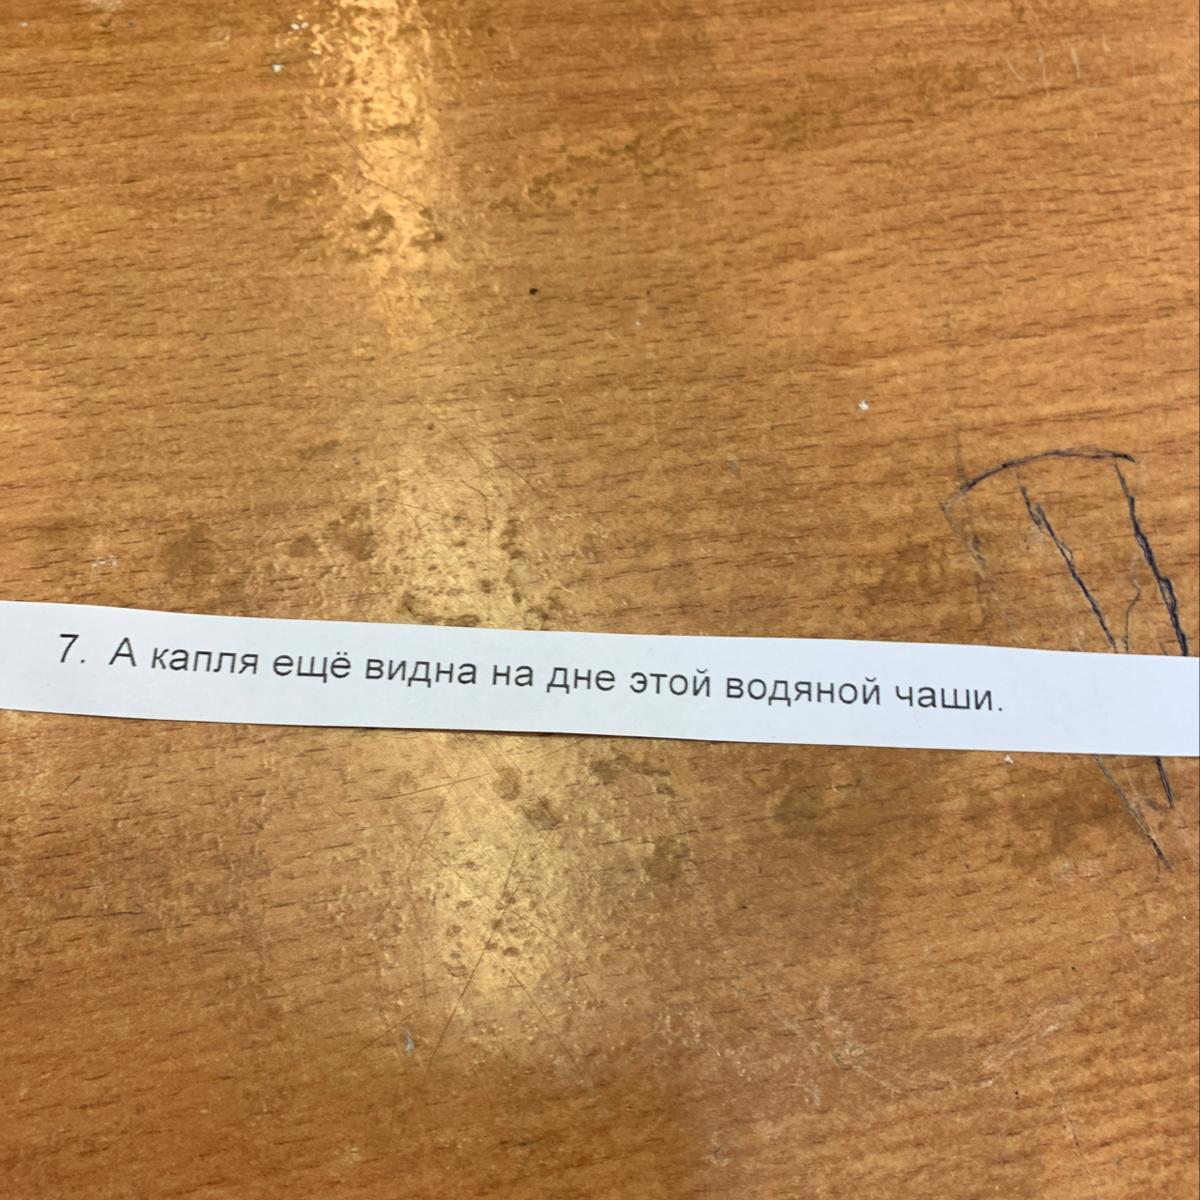 7. А капля ещё видна на дне этой водяной чаши.